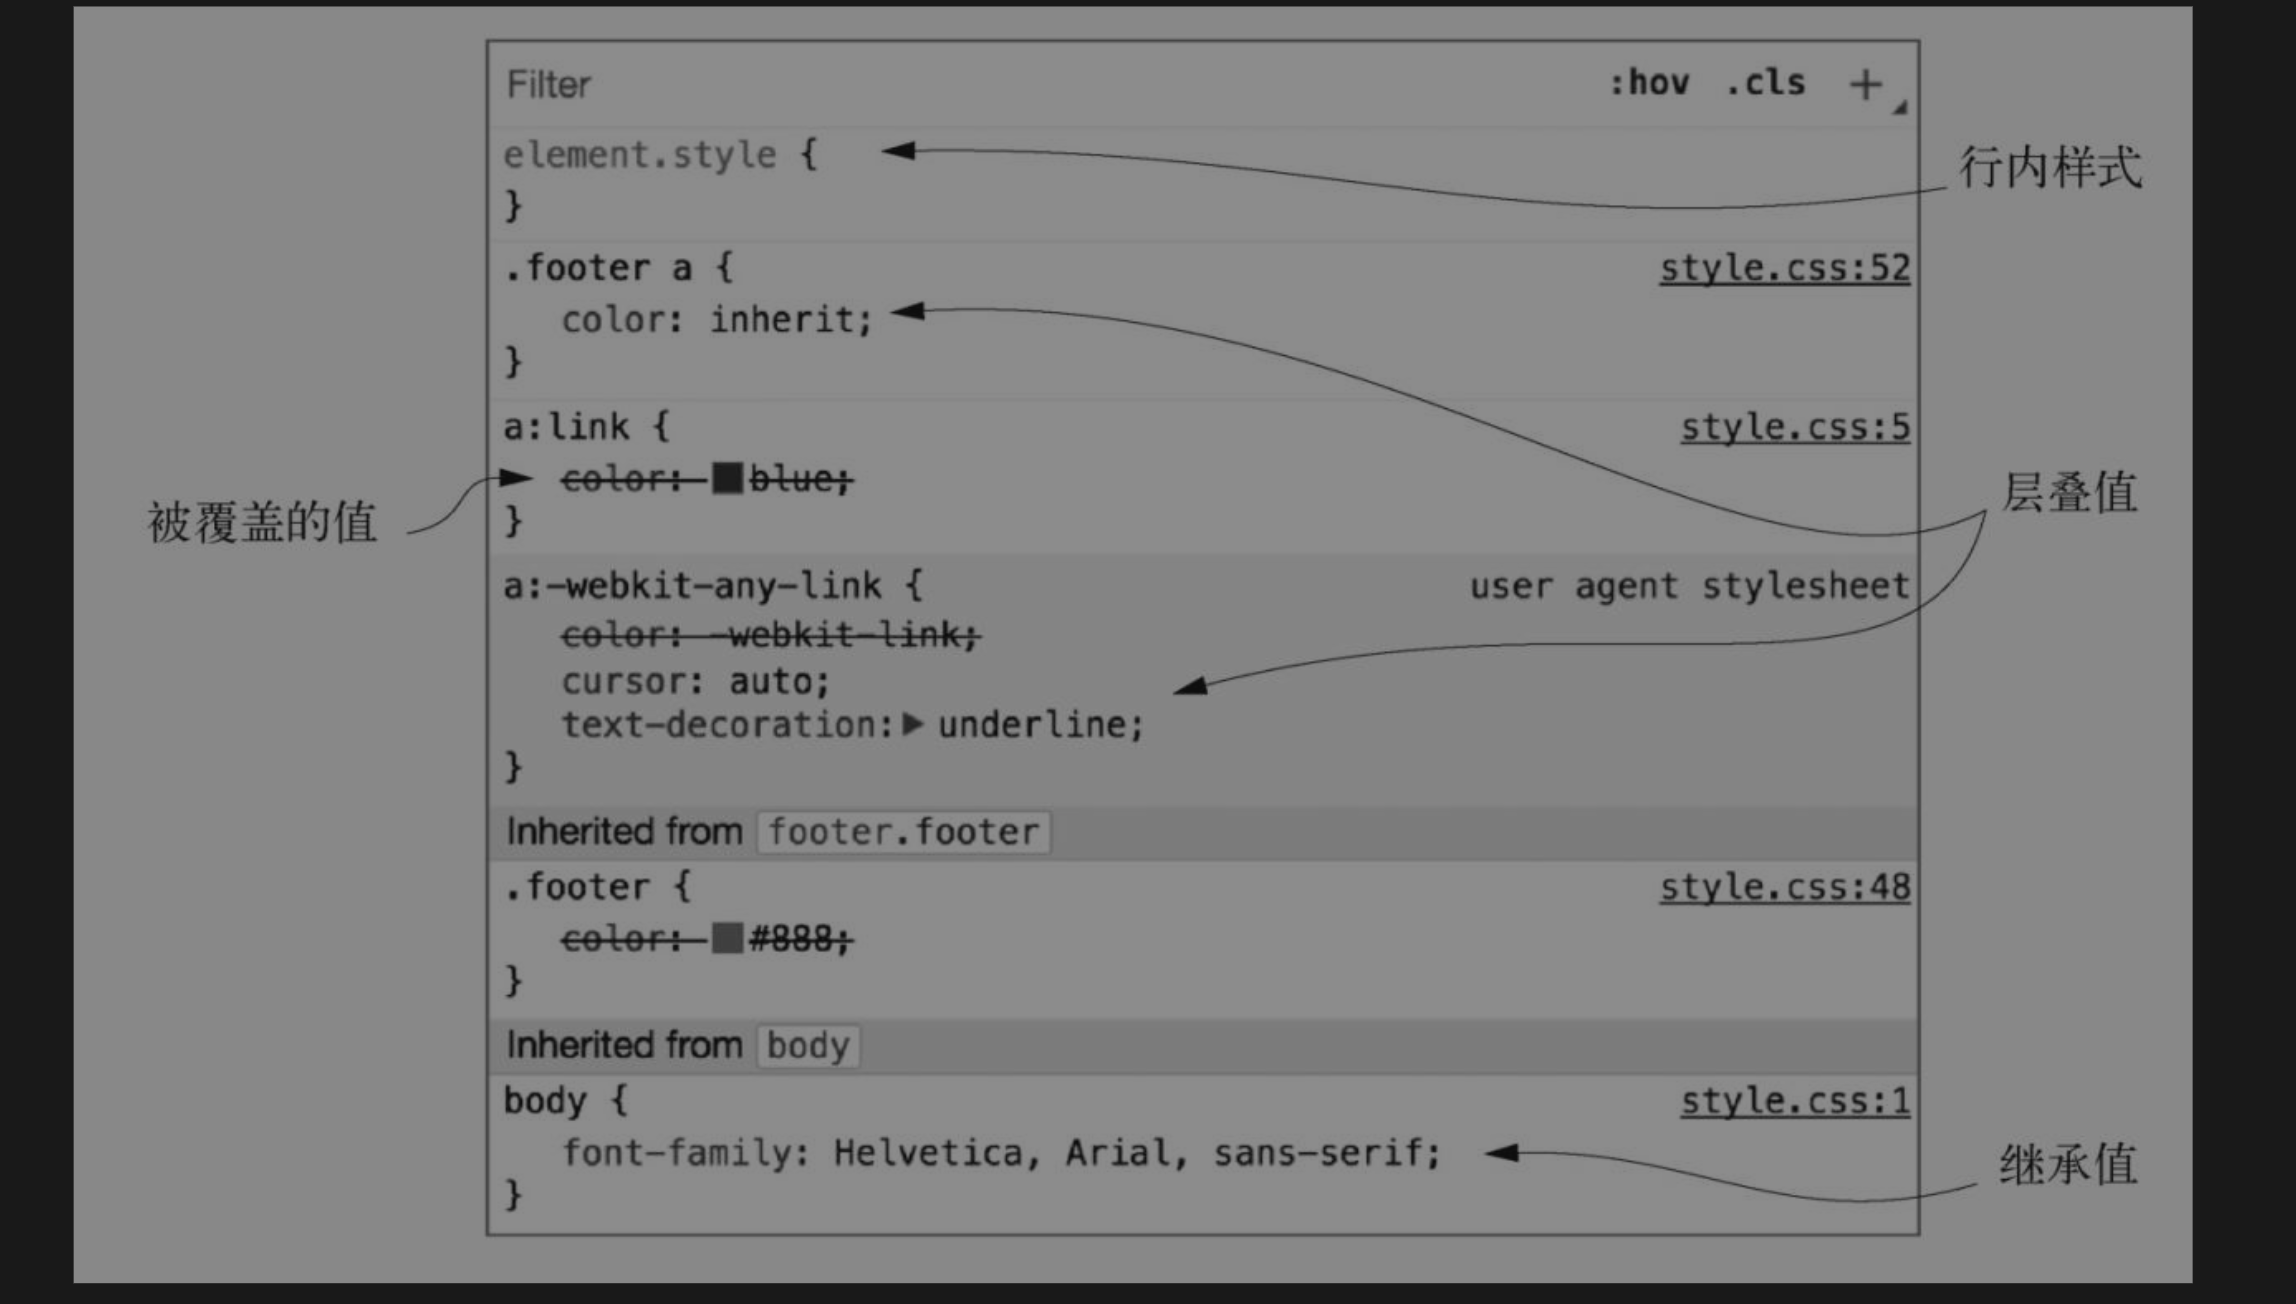 Filter :hov .cls +
element.style {
}
行内样式
.footer a { style.css:52
color: inherit;
}
a:link { style.css:5
color: blue;
}
被覆盖的值
层叠值
a:-webkit-any-link { user agent stylesheet
color: -webkit-link;
cursor: auto;
text-decoration: underline;
}
Inherited from footer.footer
.footer { style.css:48
color: #888;
}
Inherited from body
body { style.css:1
font-family: Helvetica, Arial, sans-serif;
}
继承值